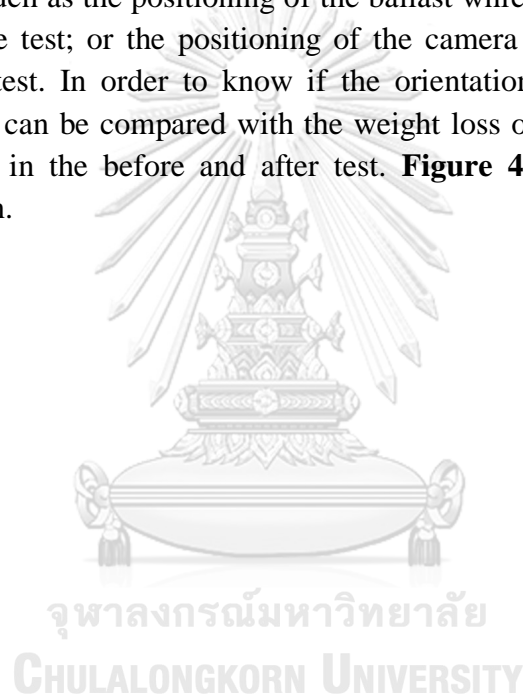 such as the positioning of the ballast which
e test; or the positioning of the camera
test. In order to know if the orientation
can be compared with the weight loss o
in the before and after test. Figure 4
n.
จุฬาลงกรณ์มหาวิทยาลัย
CHULALONGKORN UNIVERSITY